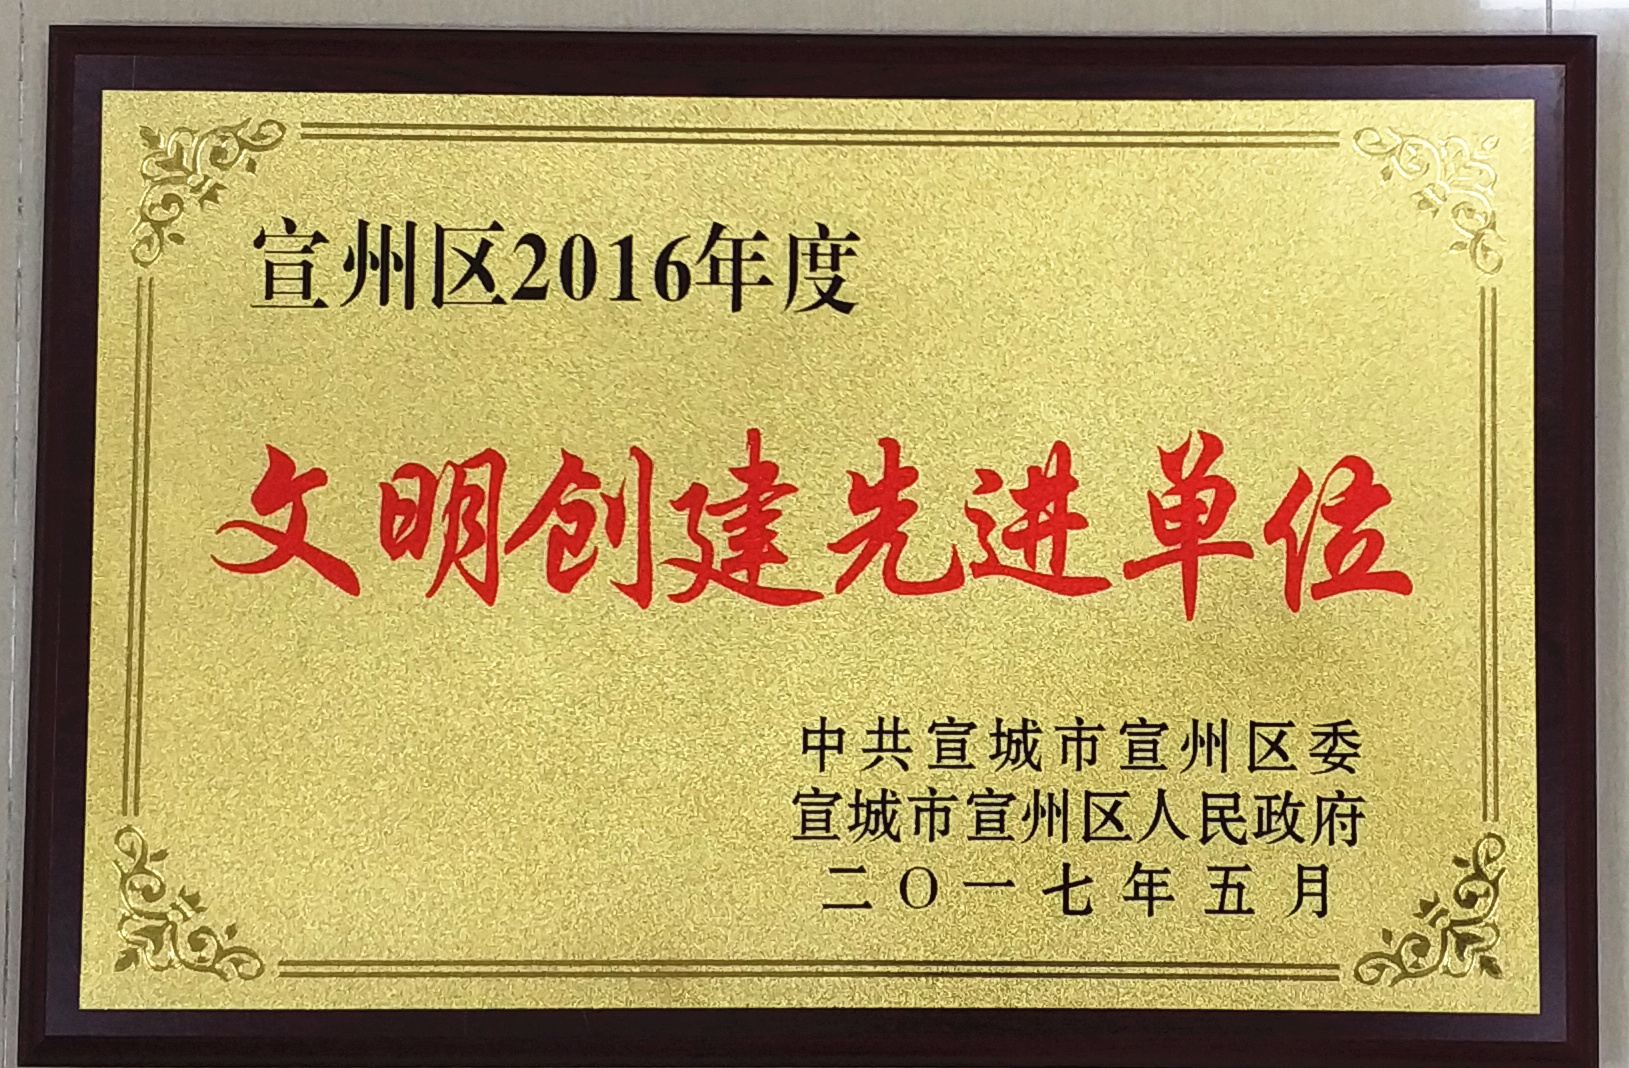 宣州区2016年度
文明创建先进单位
中共宣城市宣州区委
宣城市宣州区人民政府
二〇一七年五月